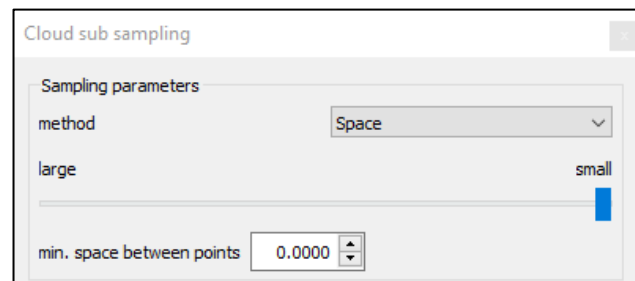 Cloud sub sampling
Sampling parameters
method Space
large small
min. space between points 0.0000